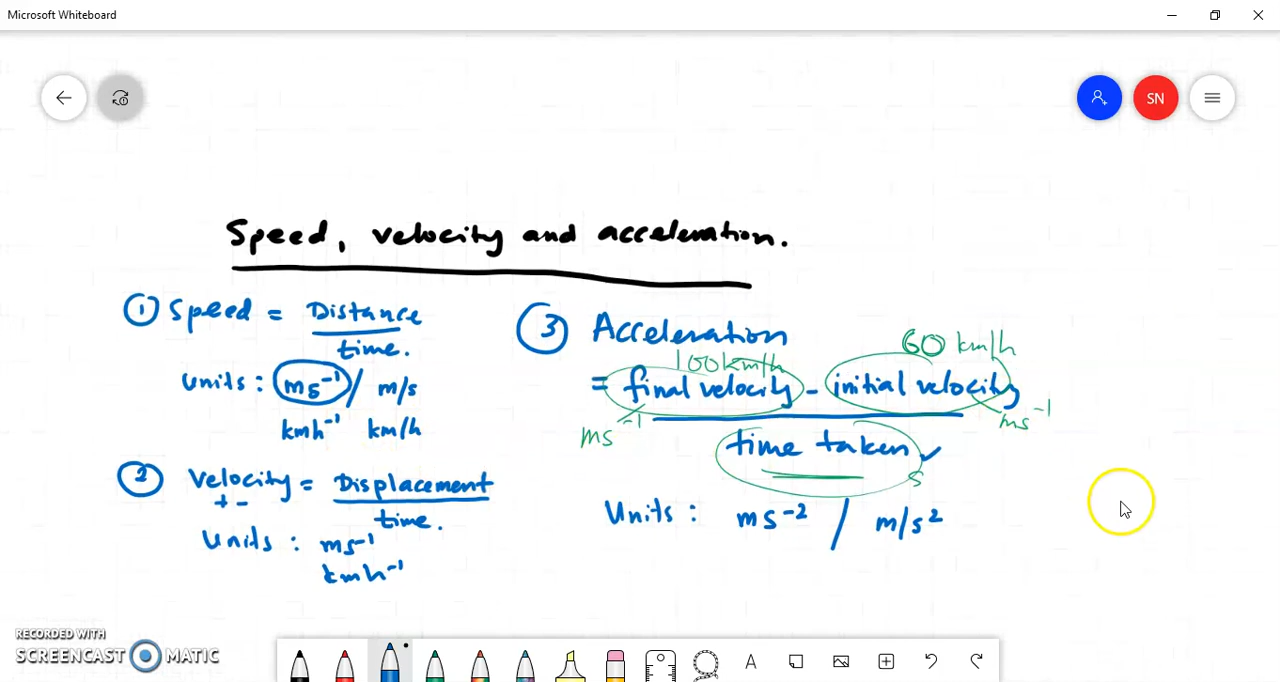 Microsoft Whiteboard
SN
Speed, velocity and acceleration.
① Speed = Distance
time.
units : ms⁻¹ / m/s
kmh⁻¹ km/h
② Velocity = Displacement
+ - time.
units : ms⁻¹
kmh⁻¹
③ Acceleration
100km/h 60 km/h
= final velocity - initial velocity
ms⁻¹ ms⁻¹
time taken
s
Units : ms⁻² / m/s²
RECORDED WITH
SCREENCAST MATIC
A